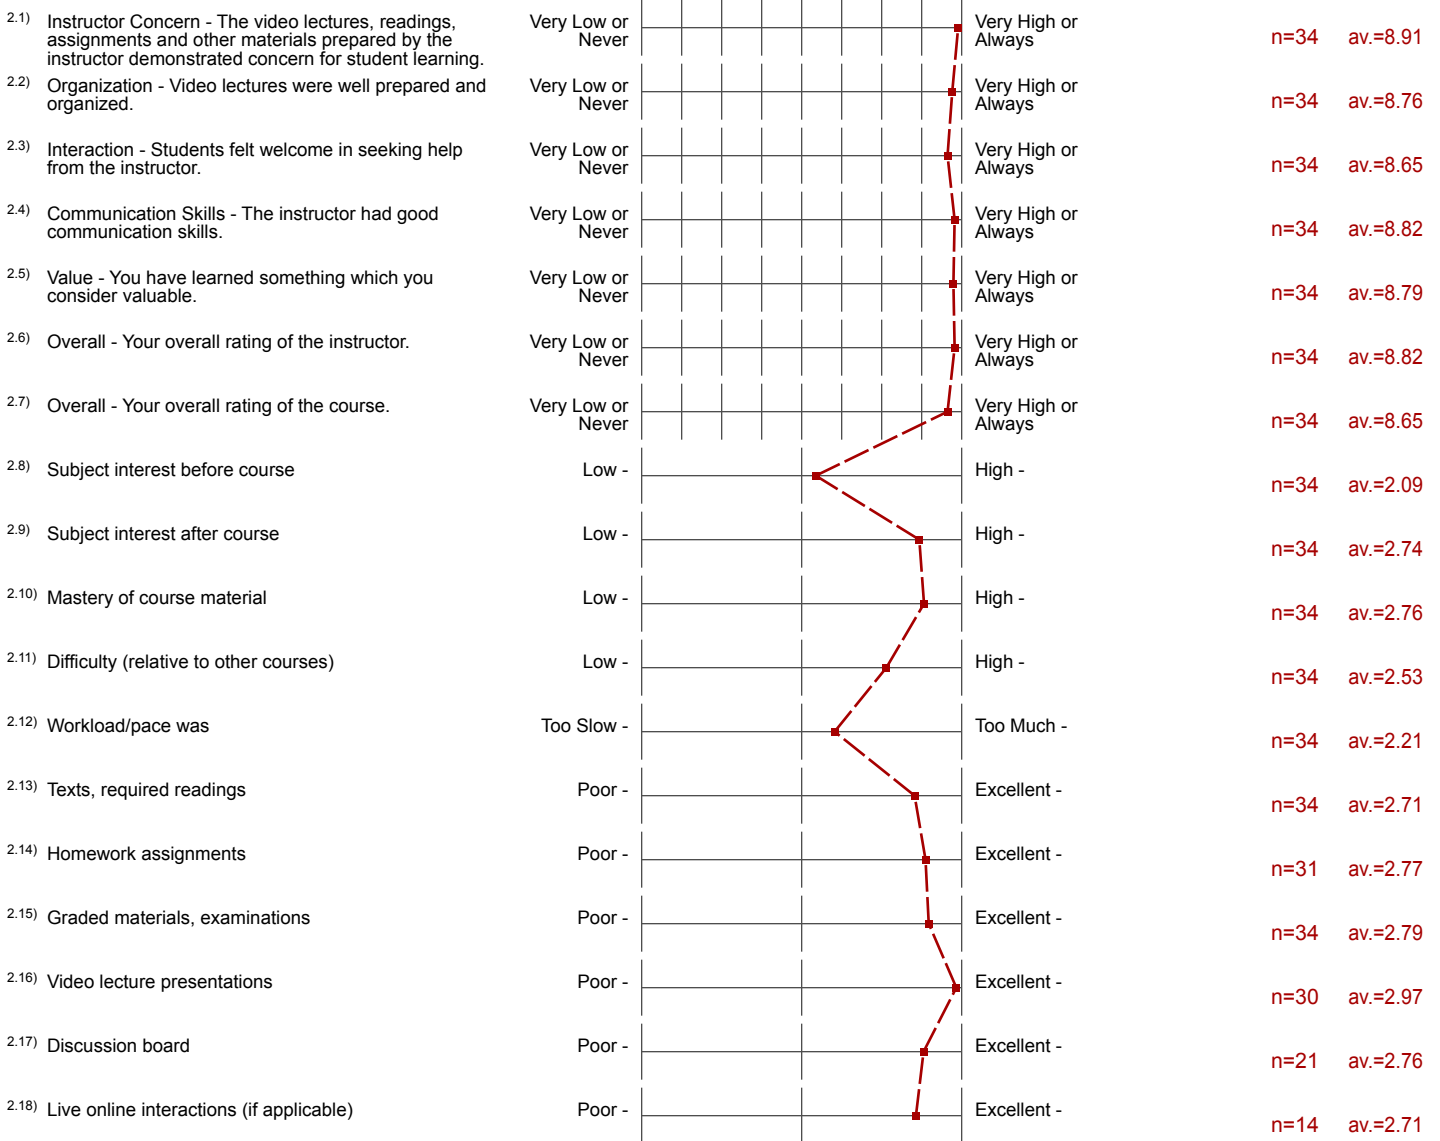 2.1) Instructor Concern - The video lectures, readings, assignments and other materials prepared by the instructor demonstrated concern for student learning. Very Low or Never Very High or Always n=34 av.=8.91
2.2) Organization - Video lectures were well prepared and organized. Very Low or Never Very High or Always n=34 av.=8.76
2.3) Interaction - Students felt welcome in seeking help from the instructor. Very Low or Never Very High or Always n=34 av.=8.65
2.4) Communication Skills - The instructor had good communication skills. Very Low or Never Very High or Always n=34 av.=8.82
2.5) Value - You have learned something which you consider valuable. Very Low or Never Very High or Always n=34 av.=8.79
2.6) Overall - Your overall rating of the instructor. Very Low or Never Very High or Always n=34 av.=8.82
2.7) Overall - Your overall rating of the course. Very Low or Never Very High or Always n=34 av.=8.65
2.8) Subject interest before course Low - High - n=34 av.=2.09
2.9) Subject interest after course Low - High - n=34 av.=2.74
2.10) Mastery of course material Low - High - n=34 av.=2.76
2.11) Difficulty (relative to other courses) Low - High - n=34 av.=2.53
2.12) Workload/pace was Too Slow - Too Much - n=34 av.=2.21
2.13) Texts, required readings Poor - Excellent - n=34 av.=2.71
2.14) Homework assignments Poor - Excellent - n=31 av.=2.77
2.15) Graded materials, examinations Poor - Excellent - n=34 av.=2.79
2.16) Video lecture presentations Poor - Excellent - n=30 av.=2.97
2.17) Discussion board Poor - Excellent - n=21 av.=2.76
2.18) Live online interactions (if applicable) Poor - Excellent - n=14 av.=2.71